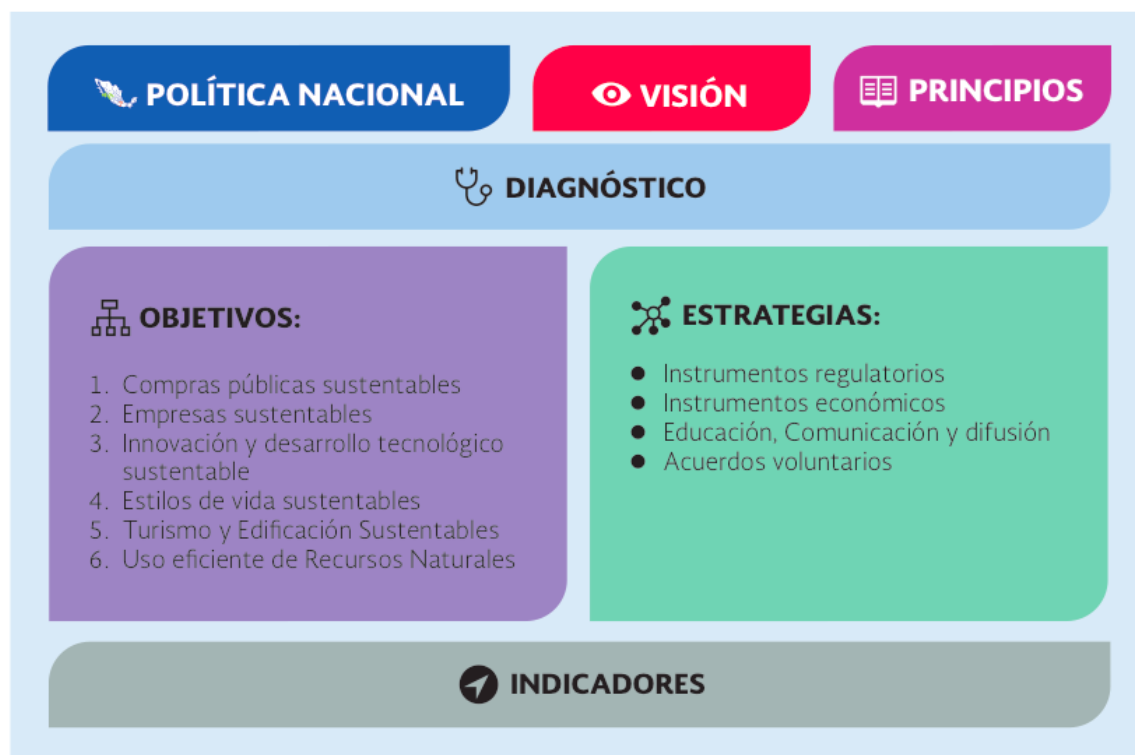 POLÍTICA NACIONAL
VISIÓN
PRINCIPIOS
DIAGNÓSTICO
OBJETIVOS:
1. Compras públicas sustentables
2. Empresas sustentables
3. Innovación y desarrollo tecnológico
sustentable
4. Estilos de vida sustentables
5. Turismo y Edificación Sustentables
6. Uso eficiente de Recursos Naturales
ESTRATEGIAS:
● Instrumentos regulatorios
● Instrumentos económicos
● Educación, Comunicación y difusión
● Acuerdos voluntarios
INDICADORES